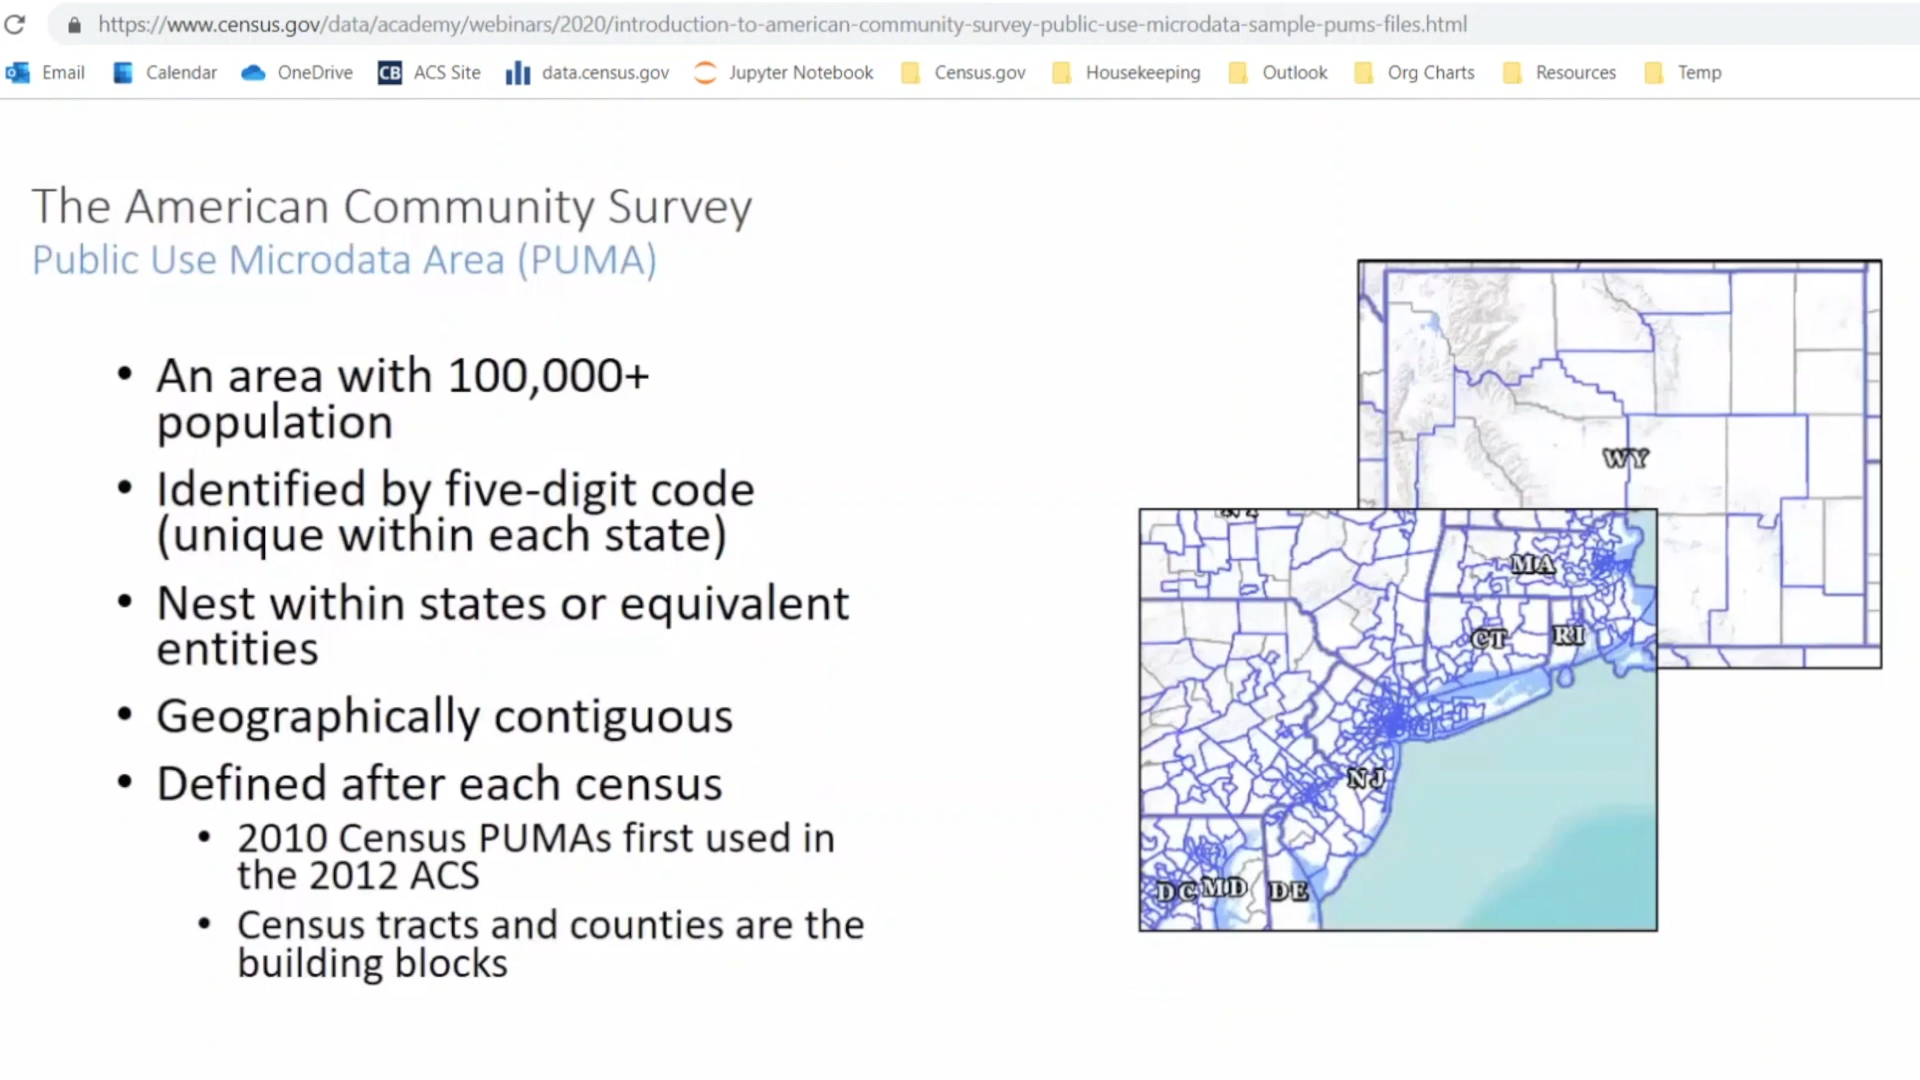 https://www.census.gov/data/academy/webinars/2020/introduction-to-american-community-survey-public-use-microdata-sample-pums-files.html
Email Calendar OneDrive CB ACS Site data.census.gov Jupyter Notebook Census.gov Housekeeping Outlook Org Charts Resources Temp
The American Community Survey
Public Use Microdata Area (PUMA)
• An area with 100,000+
population
• Identified by five-digit code
(unique within each state)
• Nest within states or equivalent
entities
• Geographically contiguous
• Defined after each census
• 2010 Census PUMAs first used in
the 2012 ACS
• Census tracts and counties are the
building blocks
WY
MA
CT RI
NJ
DC MD DE